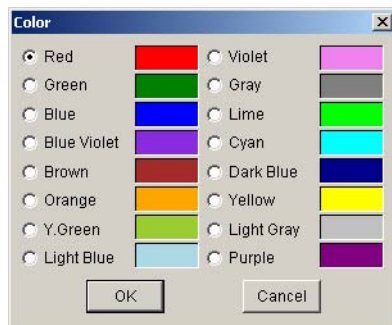 Color
Red Violet
Green Gray
Blue Lime
Blue Violet Cyan
Brown Dark Blue
Orange Yellow
Y.Green Light Gray
Light Blue Purple
OK Cancel